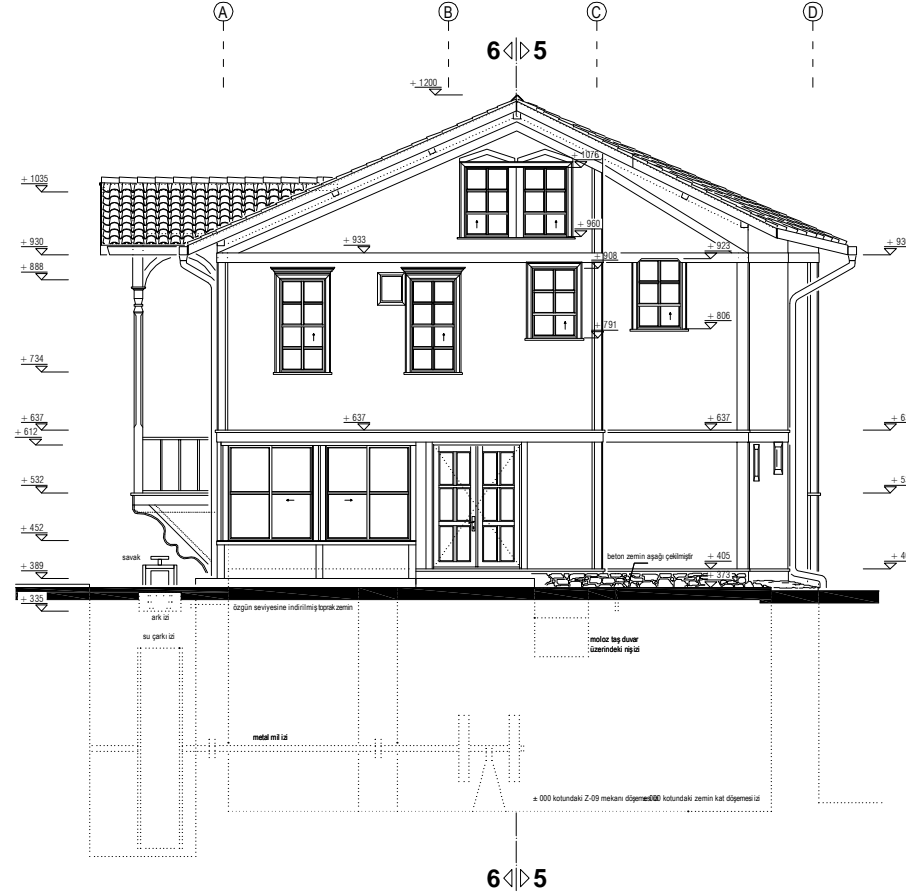 A
B
C
D
6 5
+ 1200
+ 1076
+ 1035
+ 960
+ 930
+ 933
+ 923
+ 930
+ 888
+ 908
+ 806
+ 791
+ 734
+ 637
+ 637
+ 637
+ 612
+ 532
+ 452
savak
beton zemin aşağı çekilmiştir
+ 405
+ 389
+ 373
+ 335
özgün seviyesine indirilmiş toprak zemin
ark izi
su çarkı izi
moloz taş duvar
üzerindeki niş izi
metal mil izi
± 000 kotundaki Z-09 mekanı döşemesi
000 kotundaki zemin kat döşemesi izi
6 5